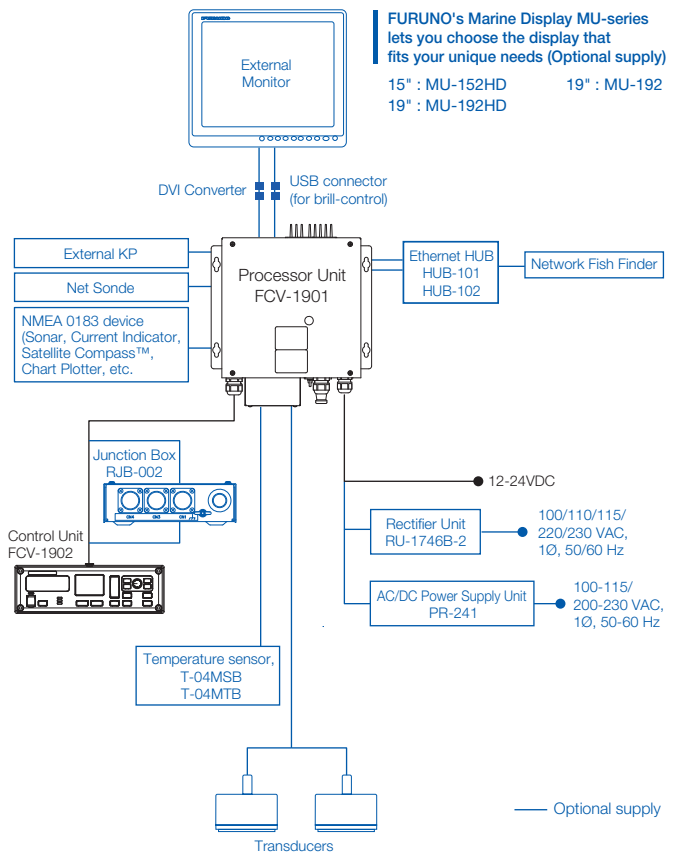 FURUNO's Marine Display MU-series
lets you choose the display that
fits your unique needs (Optional supply)
15" : MU-152HD
19" : MU-192
19" : MU-192HD
External
Monitor
DVI Converter
USB connector
(for brill-control)
External KP
Net Sonde
NMEA 0183 device
(Sonar, Current Indicator,
Satellite Compass™,
Chart Plotter, etc.
Processor Unit
FCV-1901
Ethernet HUB
HUB-101
HUB-102
Network Fish Finder
Junction Box
RJB-002
Control Unit
FCV-1902
12-24VDC
Rectifier Unit
RU-1746B-2
100/110/115/
220/230 VAC,
1Ø, 50/60 Hz
AC/DC Power Supply Unit
PR-241
100-115/
200-230 VAC,
1Ø, 50-60 Hz
Temperature sensor,
T-04MSB
T-04MTB
Transducers
Optional supply